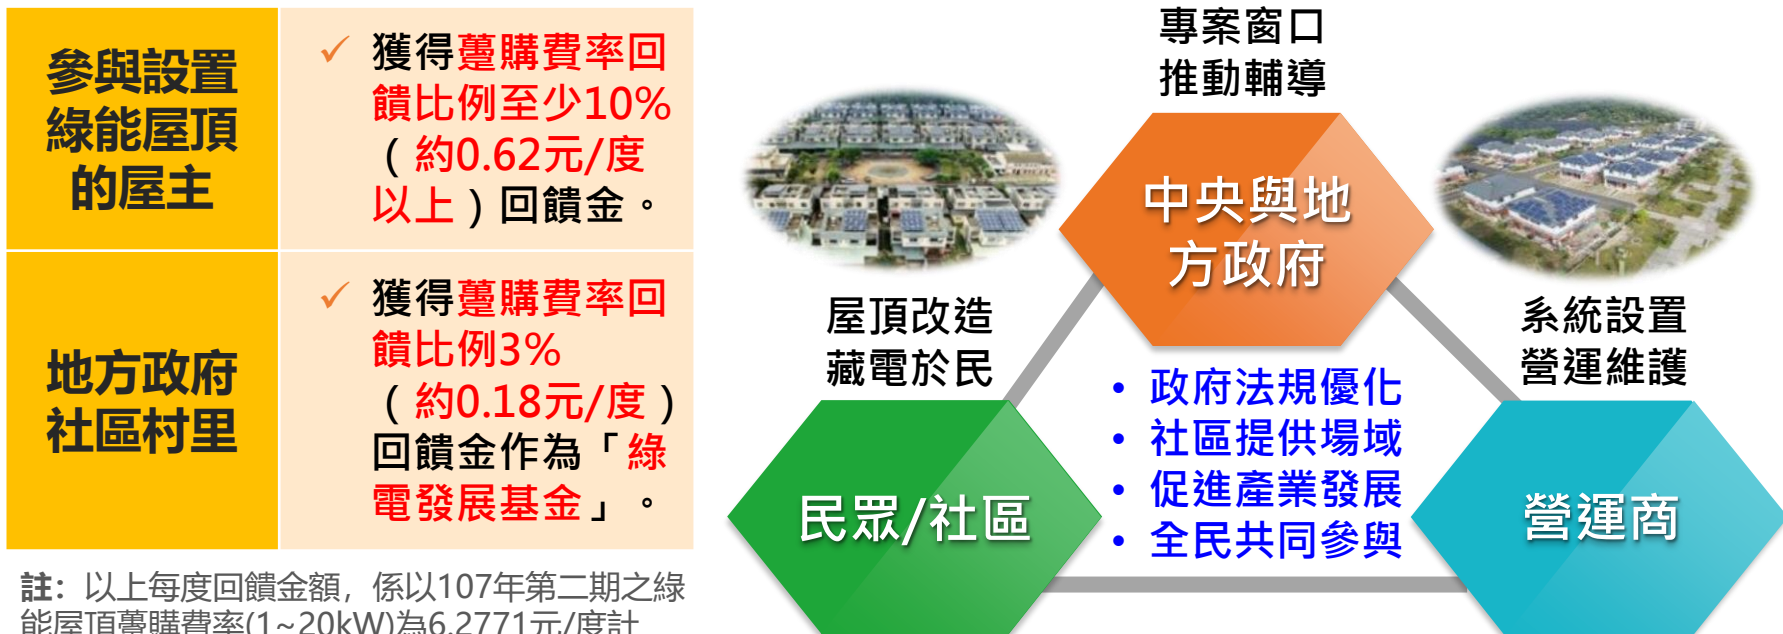 參與設置
綠能屋頂
的屋主
✓ 獲得躉購費率回
饋比例至少10%
（約0.62元/度
以上）回饋金。
地方政府
社區村里
✓ 獲得躉購費率回
饋比例3%
（約0.18元/度）
回饋金作為「綠
電發展基金」。
註：以上每度回饋金額，係以107年第二期之綠
能屋頂躉購費率(1~20kW)為6.2771元/度計
專案窗口
推動輔導
中央與地
方政府
屋頂改造
藏電於民
系統設置
營運維護
• 政府法規優化
• 社區提供場域
• 促進產業發展
• 全民共同參與
民眾/社區
營運商